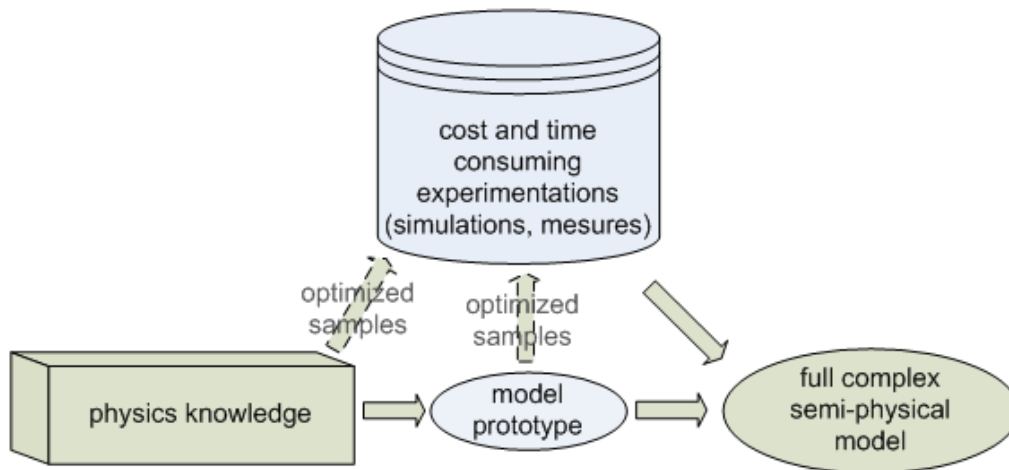 cost and time
consuming
experimentations
(simulations, mesures)
optimized
samples
optimized
samples
physics knowledge
model
prototype
full complex
semi-physical
model